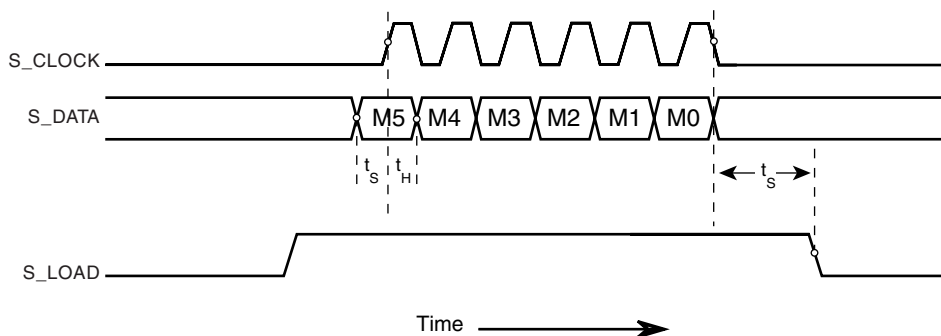 S_CLOCK
S_DATA M5 M4 M3 M2 M1 M0
tS tH tS
S_LOAD
Time